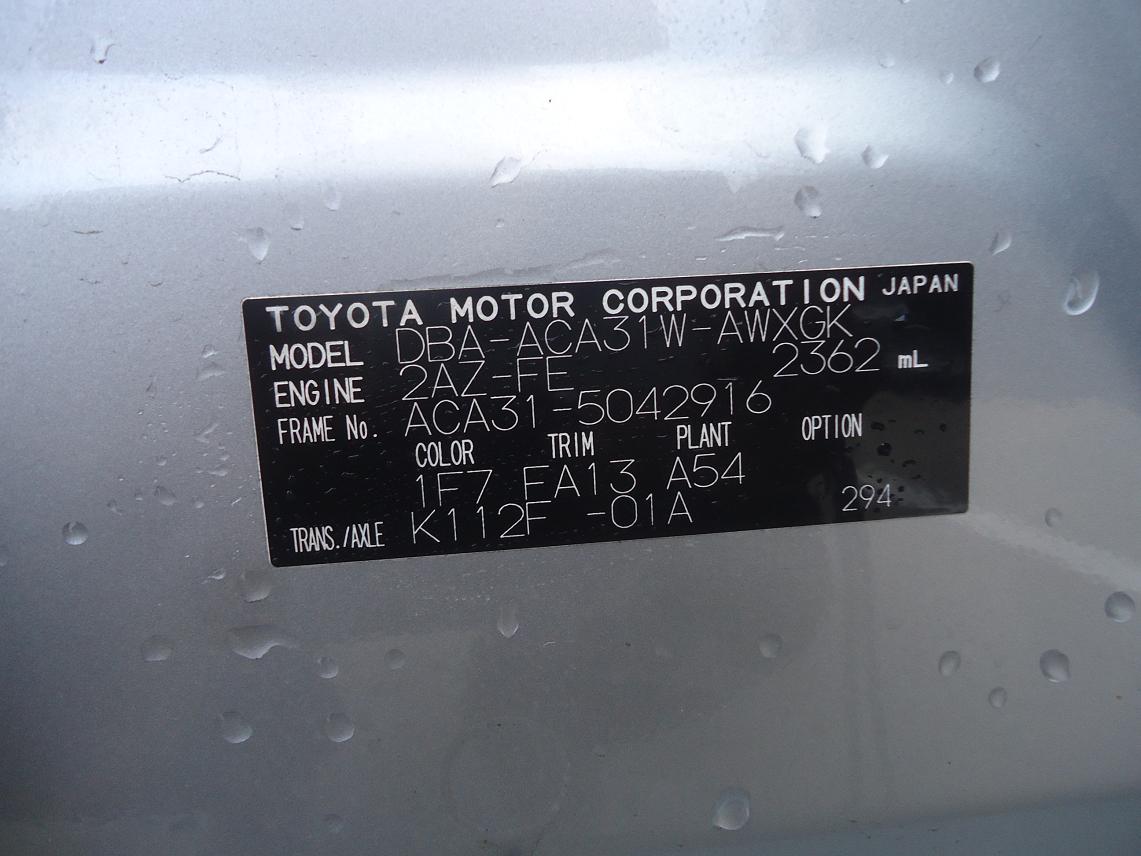 TOYOTA MOTOR CORPORATION JAPAN
MODEL DBA-ACA31W-AWXGK
ENGINE 2AZ-FE 2362 mL
FRAME No. ACA31-5042916
COLOR TRIM PLANT OPTION
1F7 FA13 A54
TRANS./AXLE K112F -01A 294